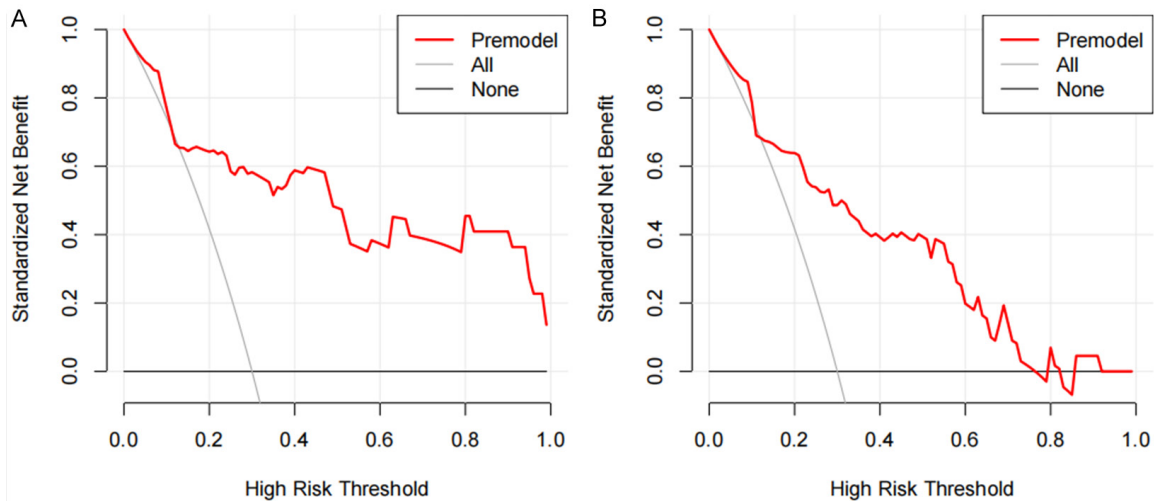 A
Premodel
All
None
Standardized Net Benefit
1.0
0.8
0.6
0.4
0.2
0.0
0.0 0.2 0.4 0.6 0.8 1.0
High Risk Threshold
B
Premodel
All
None
Standardized Net Benefit
1.0
0.8
0.6
0.4
0.2
0.0
0.0 0.2 0.4 0.6 0.8 1.0
High Risk Threshold